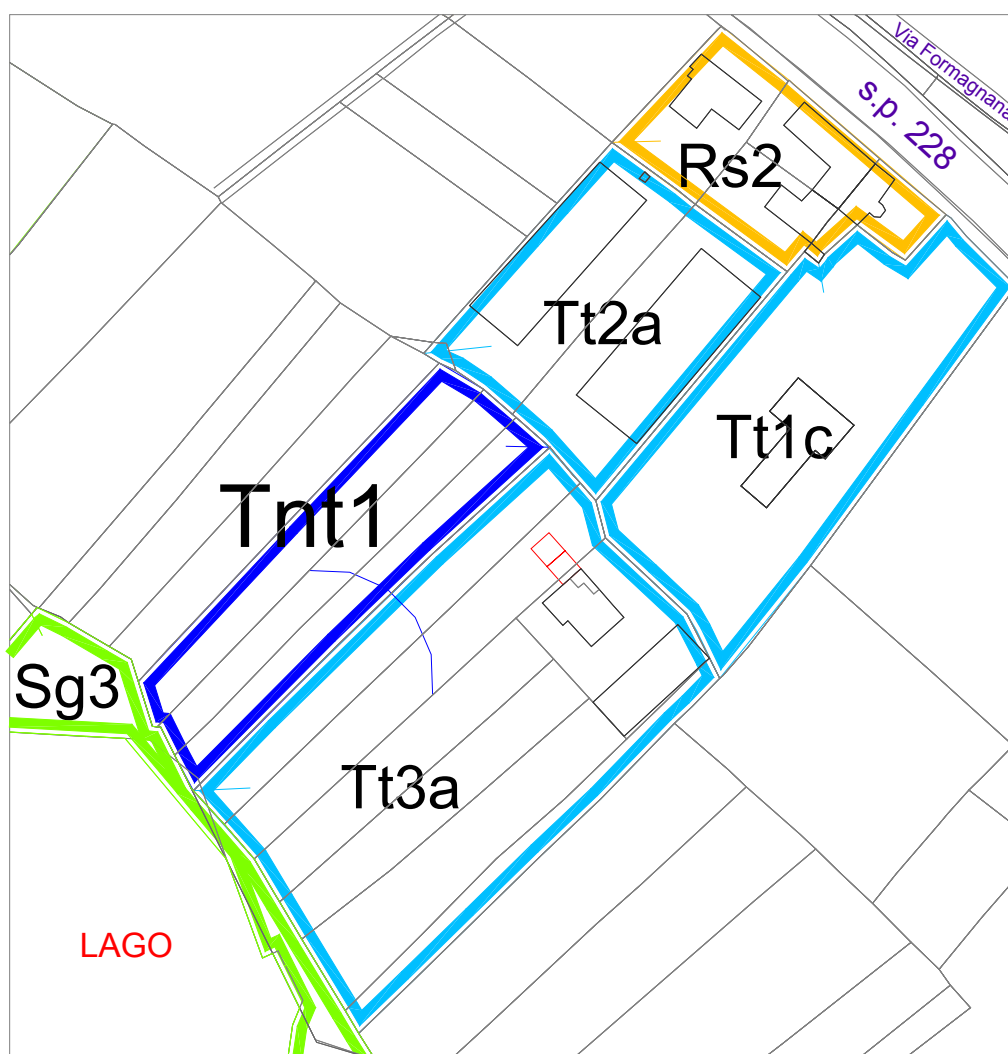 Via Formagnana
s.p. 228
Rs2
Tt2a
Tt1c
Tnt1
Sg3
Tt3a
LAGO